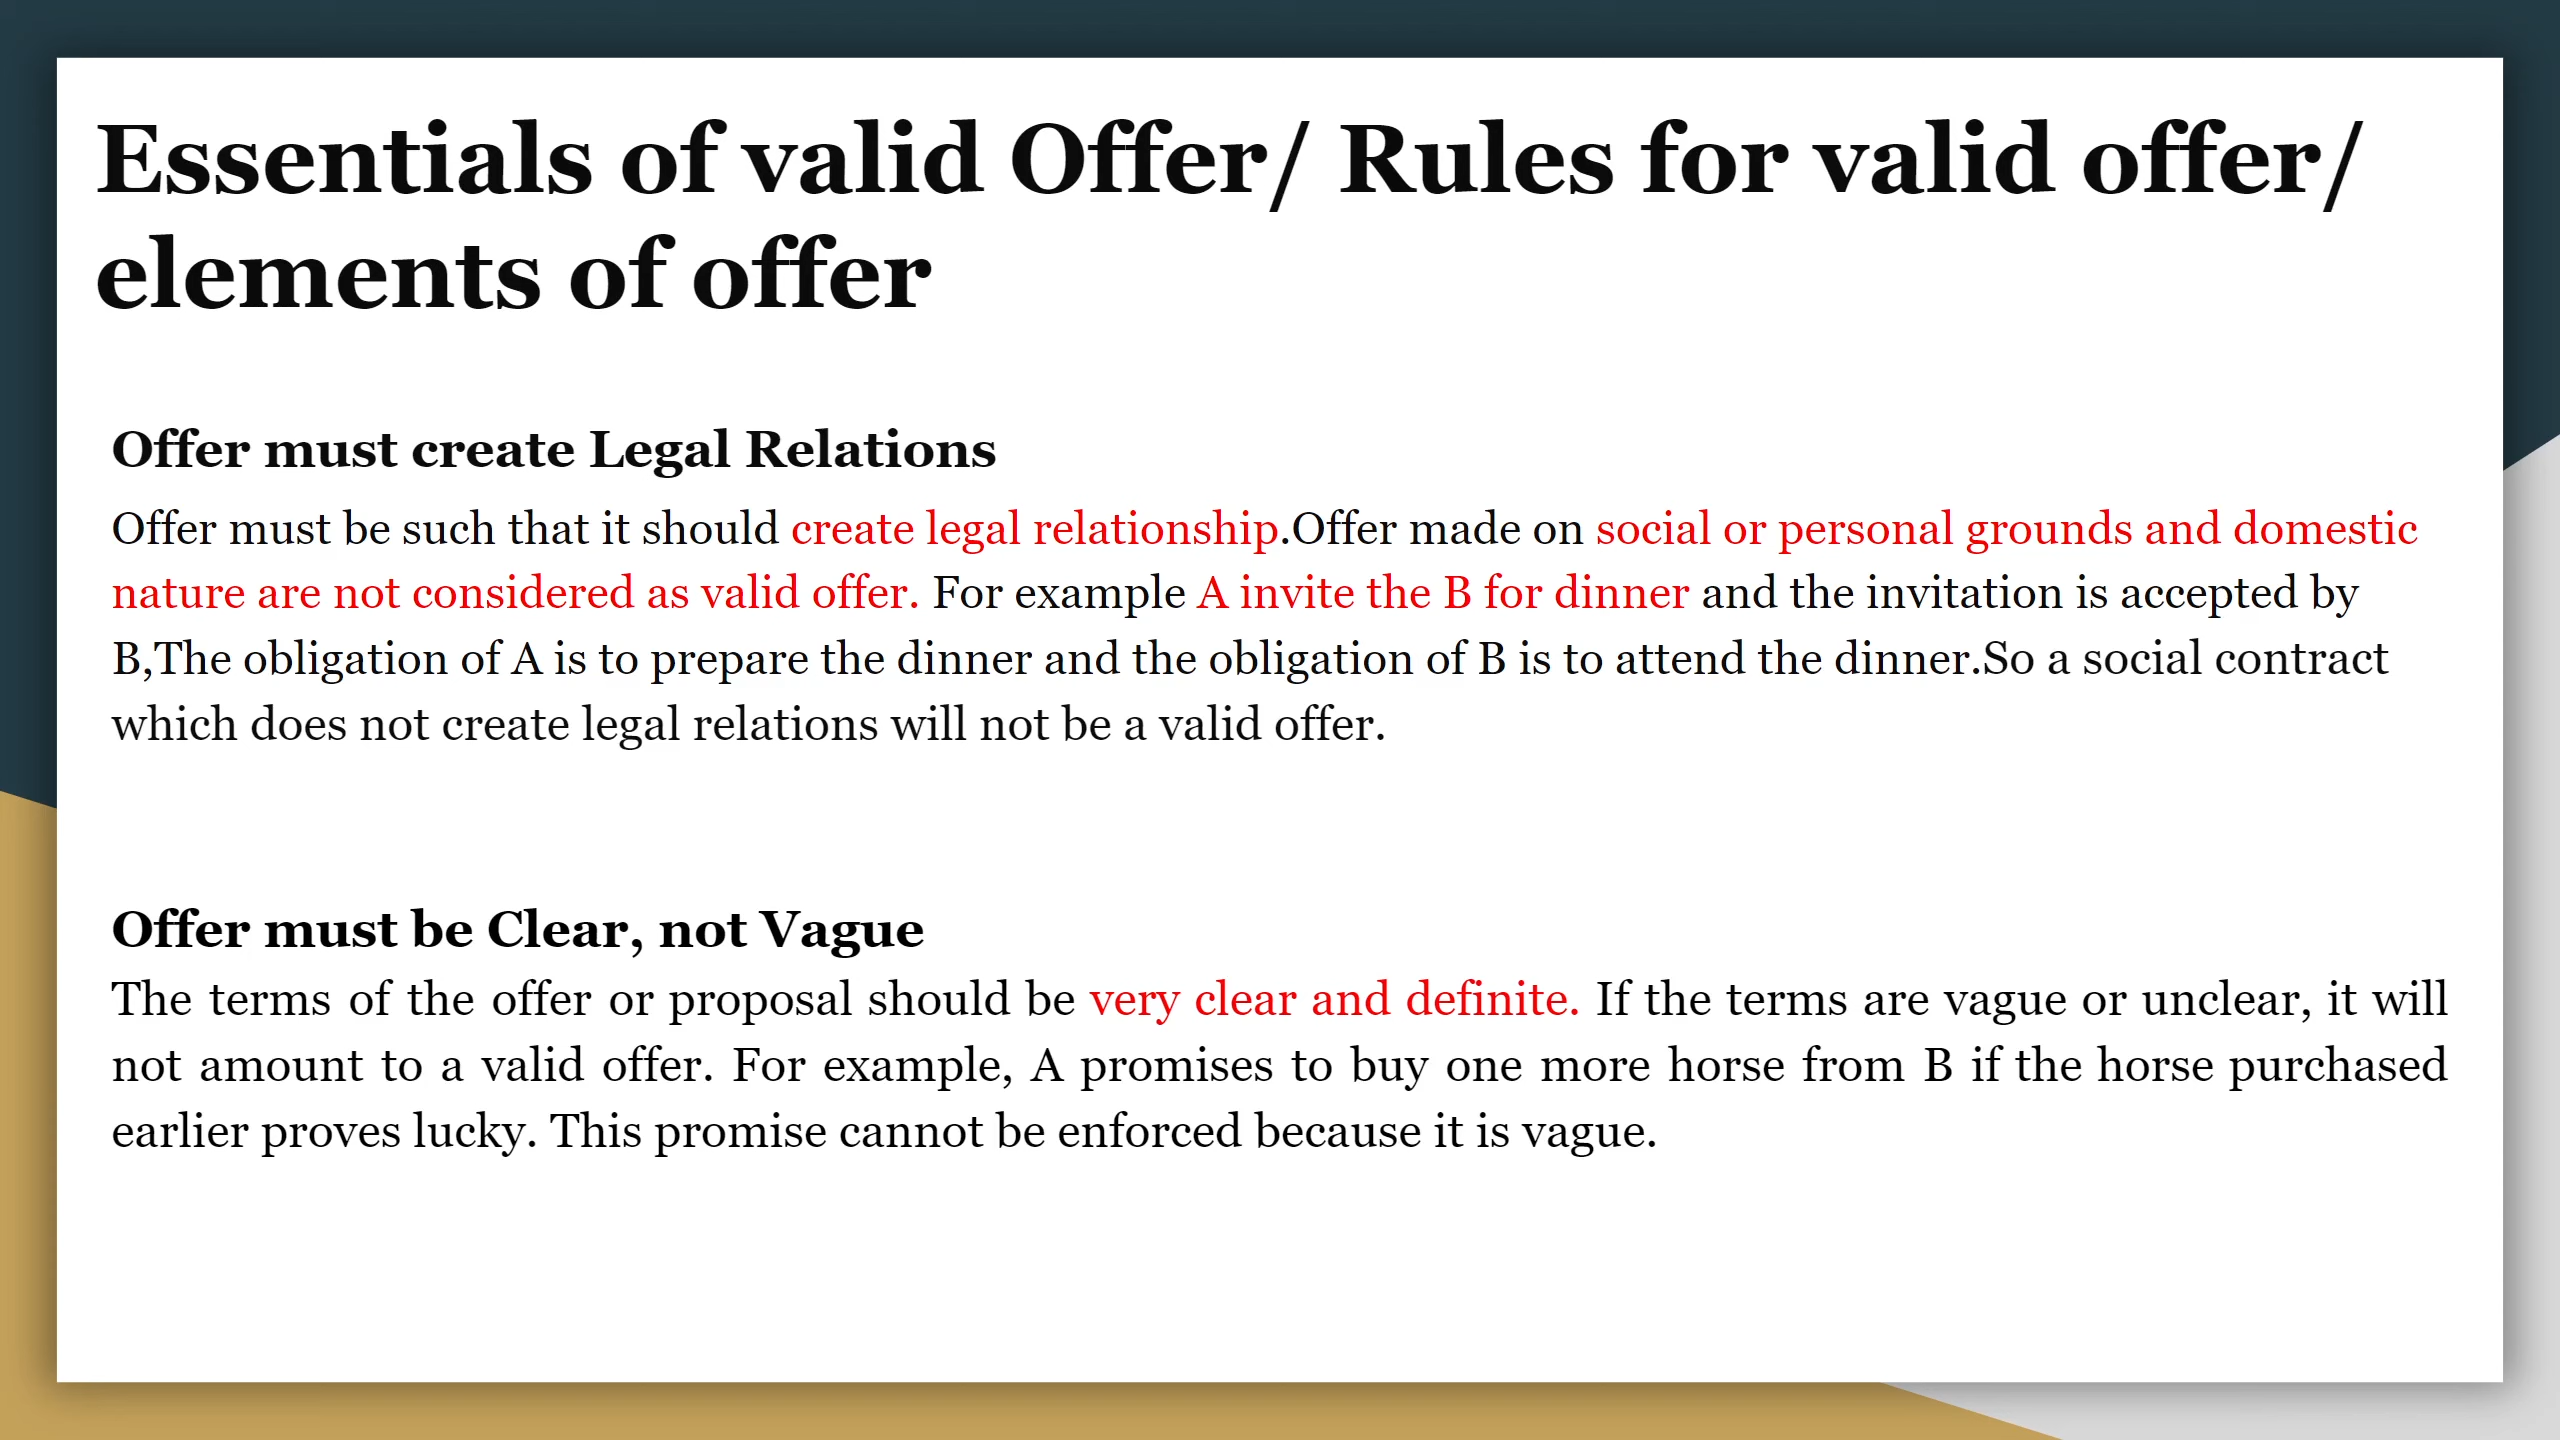 Essentials of valid Offer/ Rules for valid offer/
elements of offer
Offer must create Legal Relations
Offer must be such that it should create legal relationship.Offer made on social or personal grounds and domestic
nature are not considered as valid offer. For example A invite the B for dinner and the invitation is accepted by
B,The obligation of A is to prepare the dinner and the obligation of B is to attend the dinner.So a social contract
which does not create legal relations will not be a valid offer.
Offer must be Clear, not Vague
The terms of the offer or proposal should be very clear and definite. If the terms are vague or unclear, it will
not amount to a valid offer. For example, A promises to buy one more horse from B if the horse purchased
earlier proves lucky. This promise cannot be enforced because it is vague.